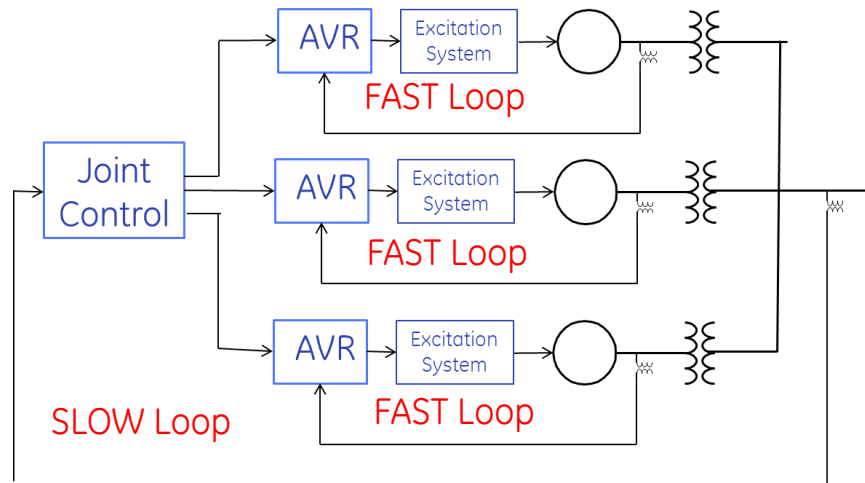 AVR
Excitation
System
FAST Loop
Joint
Control
AVR
Excitation
System
FAST Loop
AVR
Excitation
System
FAST Loop
SLOW Loop